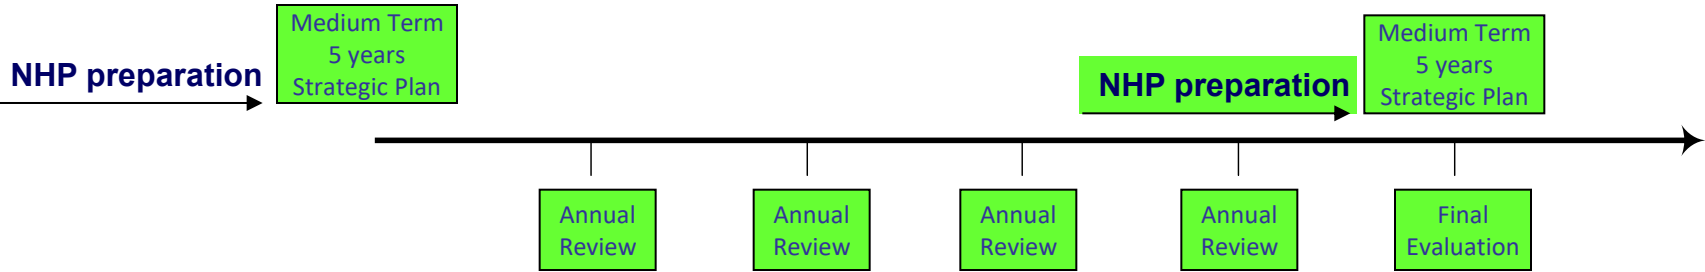 NHP preparation
Medium Term
5 years
Strategic Plan
NHP preparation
Medium Term
5 years
Strategic Plan
Annual
Review
Annual
Review
Annual
Review
Annual
Review
Final
Evaluation